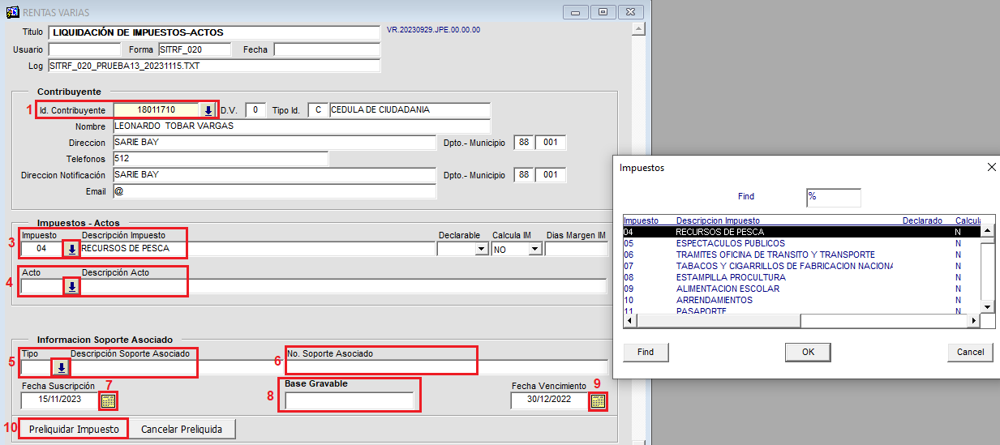 RENTAS VARIAS
Titulo LIQUIDACIÓN DE IMPUESTOS-ACTOS VR.20230929.JPE.00.00.00
Usuario Forma SITRF_020 Fecha
Log SITRF_020_PRUEBA13_20231115.TXT
Contribuyente
1 Id. Contribuyente 18011710 D.V. 0 Tipo Id. C CEDULA DE CIUDADANIA
Nombre LEONARDO TOBAR VARGAS
Direccion SARIE BAY Dpto.- Municipio 88 001
Telefonos 512
Direccion Notificación SARIE BAY Dpto.- Municipio 88 001
Email @
Impuestos - Actos
Impuesto Descripción Impuesto Declarable Calcula IM Dias Margen IM
3 04 RECURSOS DE PESCA NO
Acto Descripción Acto
4
Informacion Soporte Asociado
Tipo Descripción Soporte Asociado No. Soporte Asociado
5 6
Fecha Suscripción 7 Base Gravable Fecha Vencimiento 9
15/11/2023 8 30/12/2022
10 Preliquidar Impuesto Cancelar Preliquida
Impuestos
Find %
Impuesto Descripcion Impuesto Declarado Calcula
04 RECURSOS DE PESCA N
05 ESPECTACULOS PUBLICOS N
06 TRAMITES OFICINA DE TRANSITO Y TRANSPORTE N
07 TABACOS Y CIGARRILLOS DE FABRICACION NACIONA N
08 ESTAMPILLA PROCULTURA N
09 ALIMENTACION ESCOLAR N
10 ARRENDAMIENTOS N
11 PASAPORTE N
Find OK Cancel